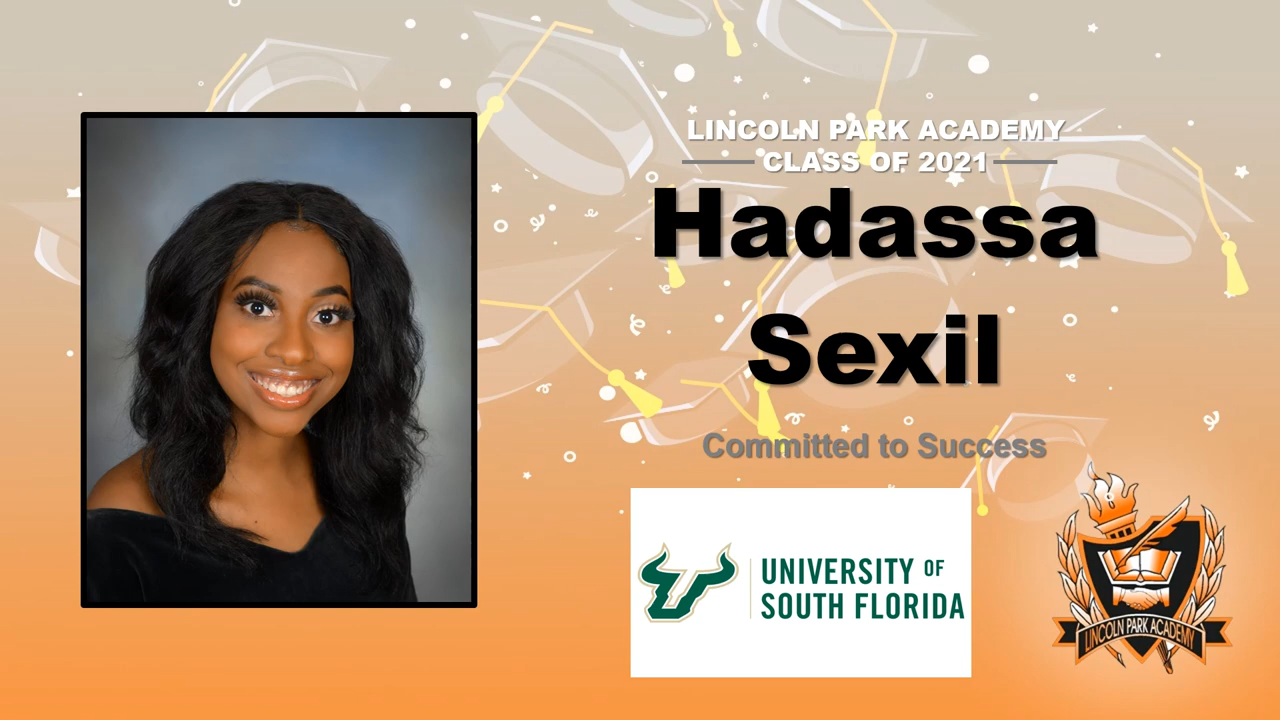 LINCOLN PARK ACADEMY
CLASS OF 2021
Hadassa
Sexil
Committed to Success
UNIVERSITY OF
SOUTH FLORIDA
LINCOLN PARK ACADEMY